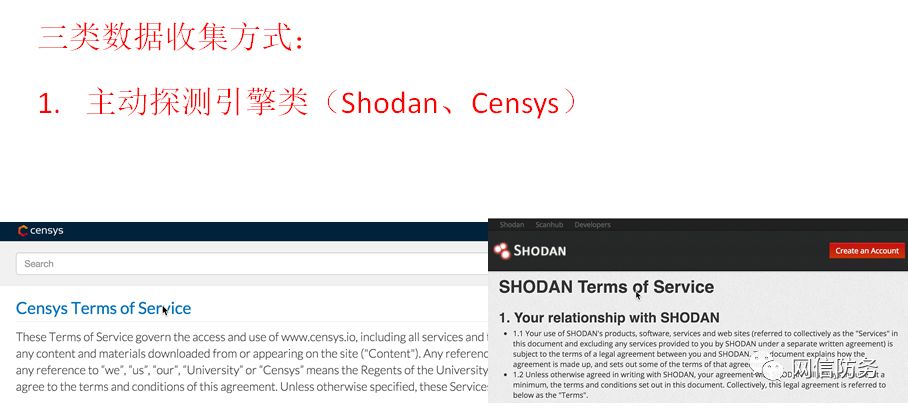 三类数据收集方式：
1. 主动探测引擎类（Shodan、Censys）
censys
Search
Censys Terms of Service
These Terms of Service govern the access and use of www.censys.io, including all services and
any content and materials downloaded from or appearing on the site ("Content"). Any referenc
any reference to "we", "us", "our", "University" or "Censys" means the Regents of the University
agree to the terms and conditions of this agreement. Unless otherwise specified, these Services
Shodan Scanhub Developers
SHODAN
Create an Account
SHODAN Terms of Service
1. Your relationship with SHODAN
1.1 Your use of SHODAN's products, software, services and web sites (referred to collectively as the "Services" in
this document and excluding any services provided to you by SHODAN under a separate written agreement) is
subject to the terms of a legal agreement between you and SHODAN. document explains how the
agreement is made up, and sets out some of the terms of that agree
1.2 Unless otherwise agreed in writing with SHODAN, your agreement at a
minimum, the terms and conditions set out in this document. Collectively, this legal agreement is referred to
below as the "Terms".
网信防务